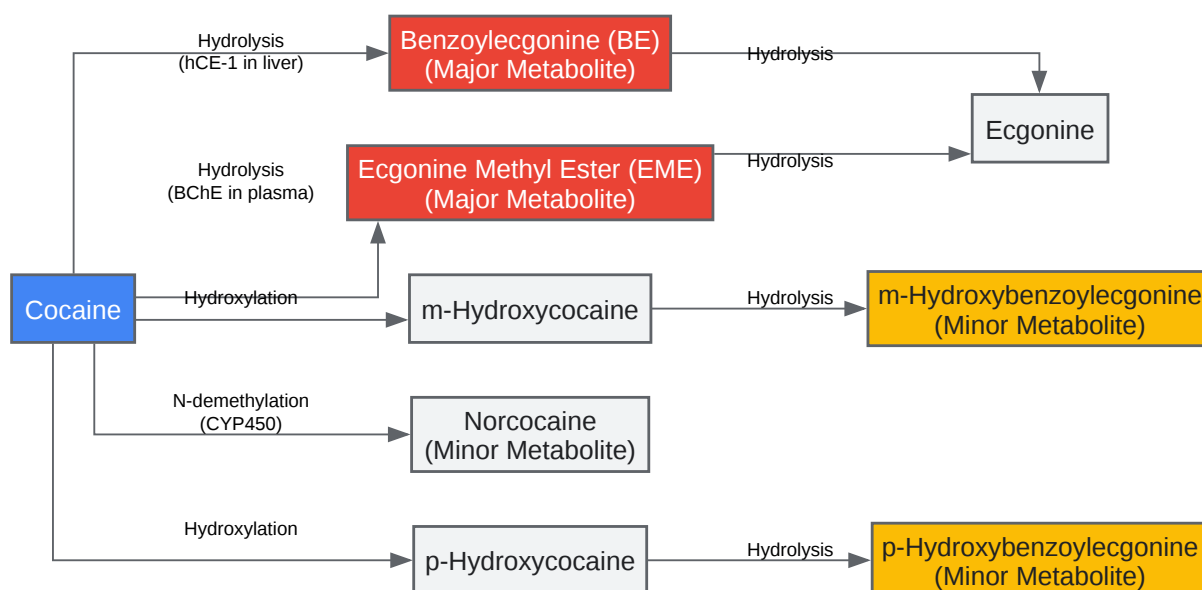 Hydrolysis
(hCE-1 in liver)
Benzoylecgonine (BE)
(Major Metabolite)
Hydrolysis
Ecgonine
Hydrolysis
(BChE in plasma)
Ecgonine Methyl Ester (EME)
(Major Metabolite)
Hydrolysis
Cocaine
Hydroxylation
m-Hydroxycocaine
Hydrolysis
m-Hydroxybenzoylecgonine
(Minor Metabolite)
N-demethylation
(CYP450)
Norcocaine
(Minor Metabolite)
Hydroxylation
p-Hydroxycocaine
Hydrolysis
p-Hydroxybenzoylecgonine
(Minor Metabolite)